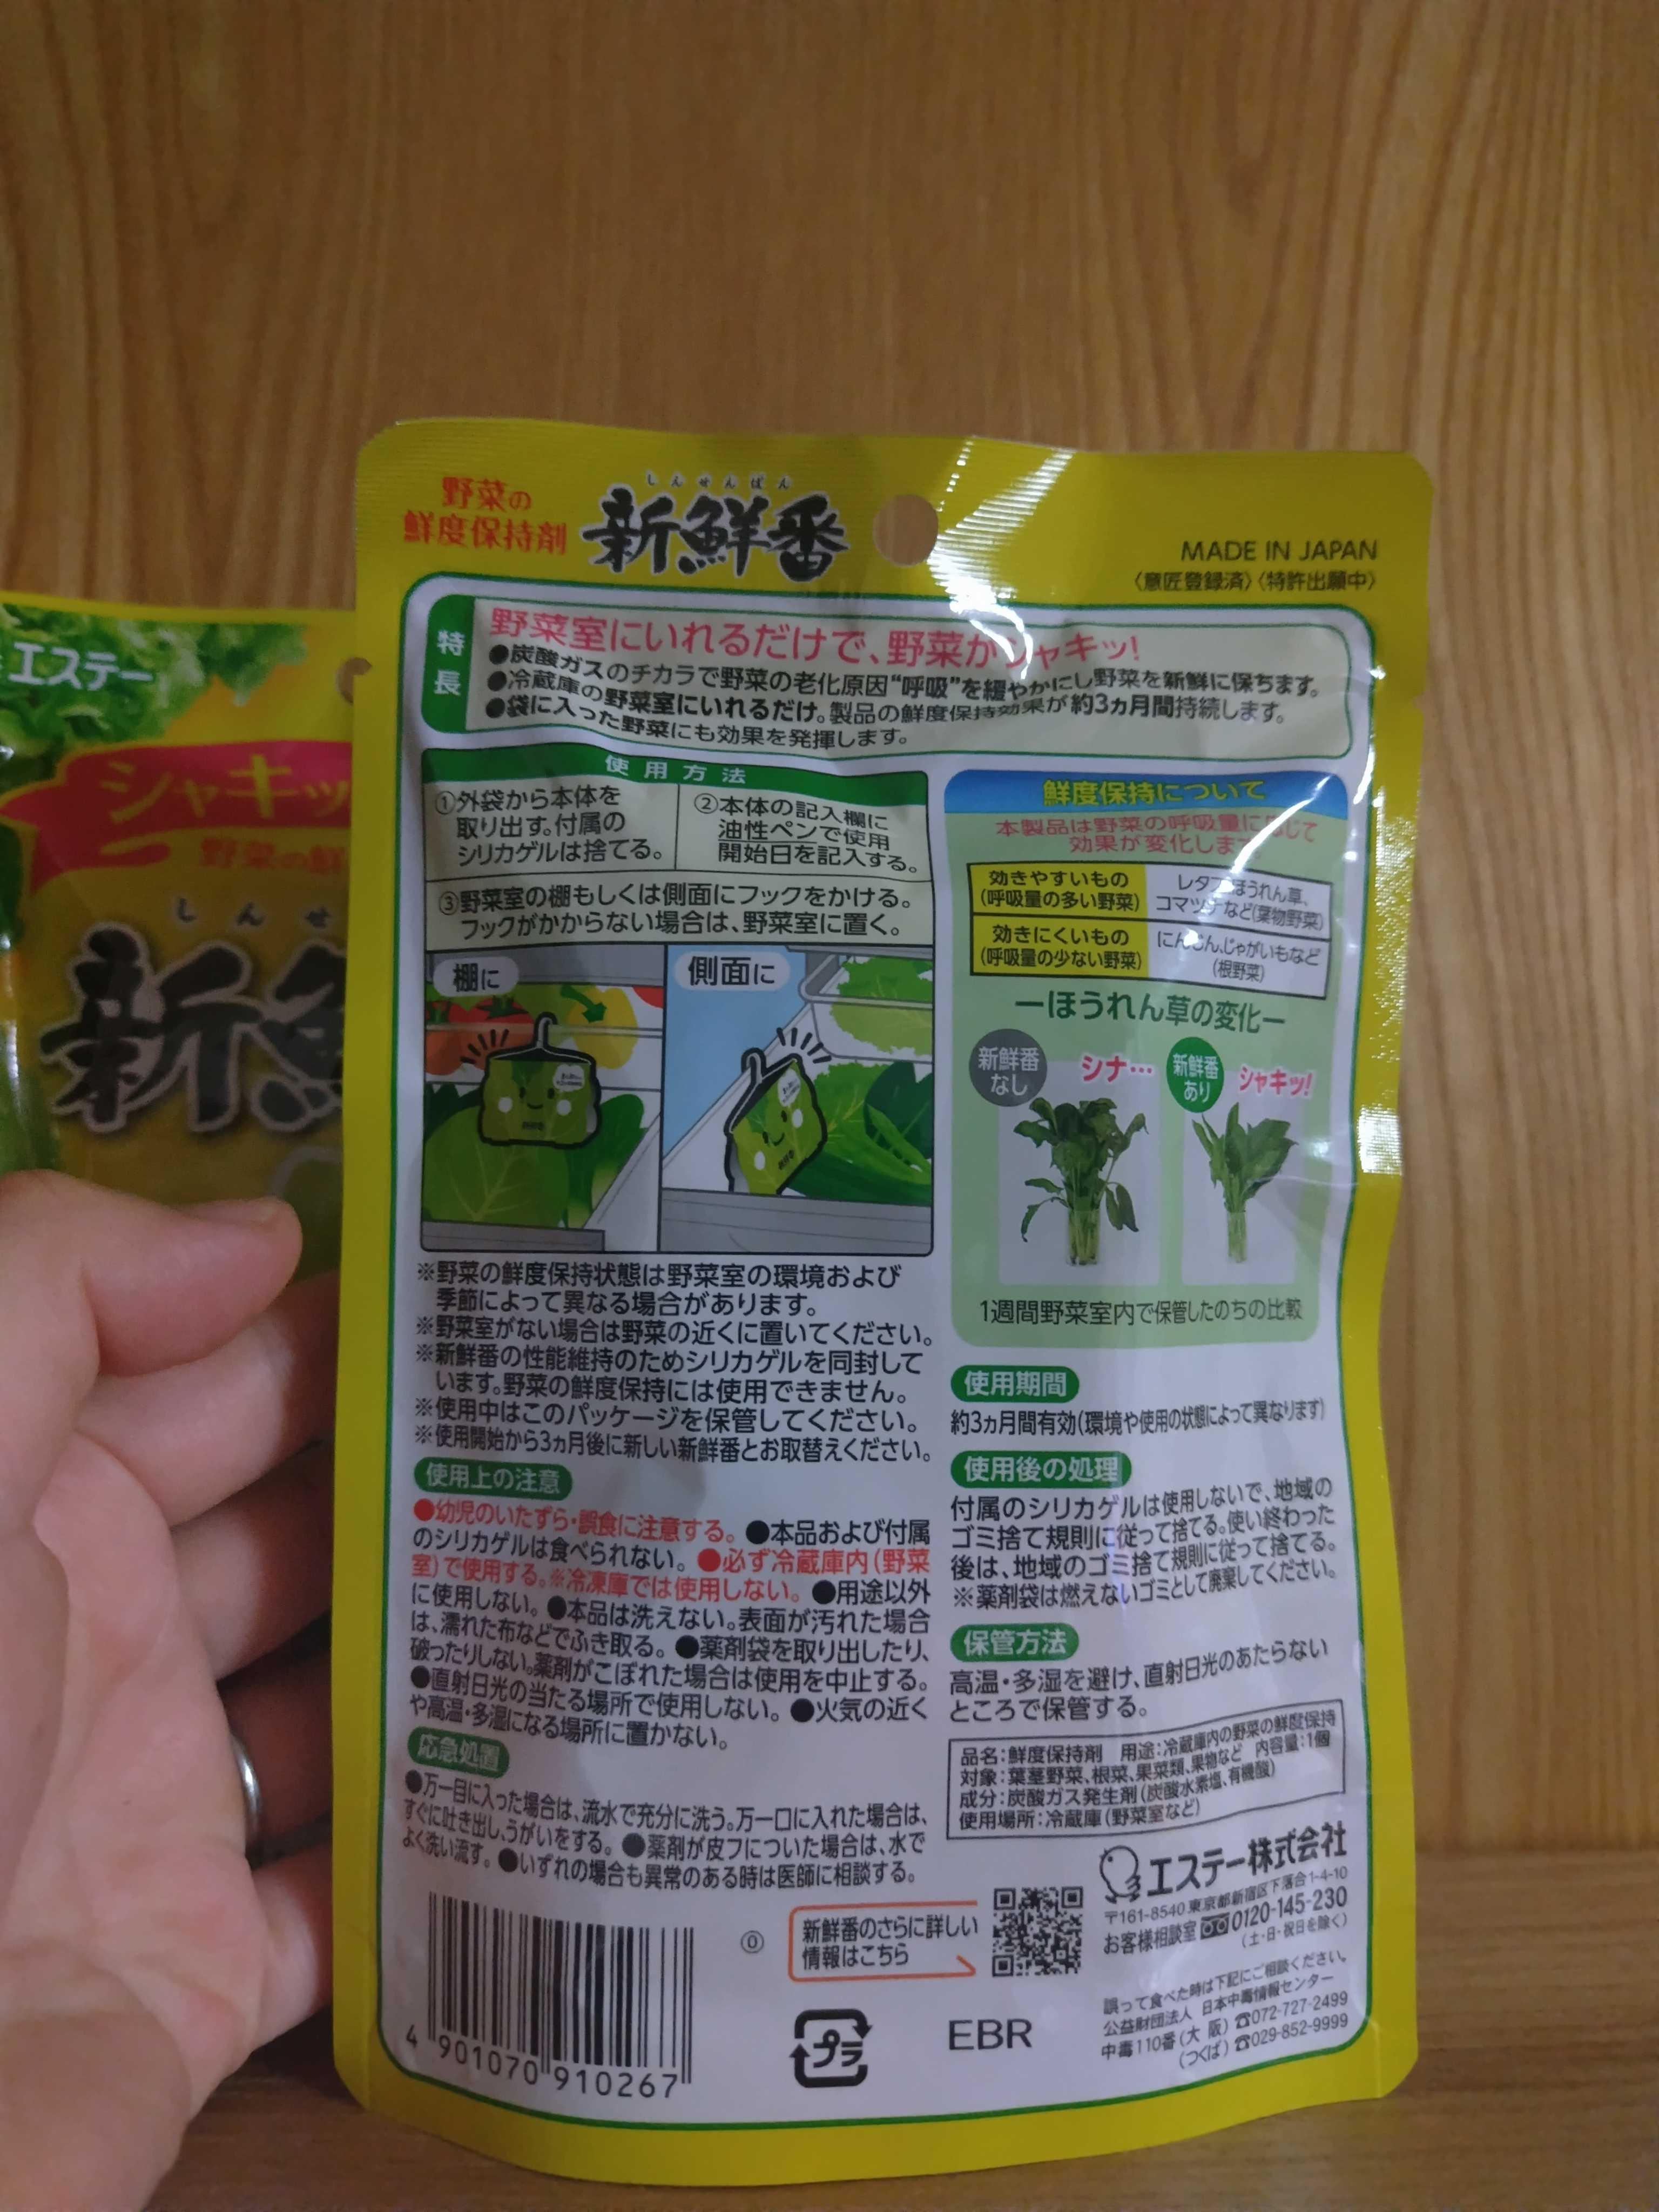 エステー
シャキッ
野菜の鮮
しんせ
新鮮
野菜の
鮮度保持剤
しんせんばん
新鮮番
MADE IN JAPAN
〈意匠登録済〉〈特許出願中〉
特長
野菜室にいれるだけで、野菜がシャキッ!
●炭酸ガスのチカラで野菜の老化原因“呼吸”を緩やかにし野菜を新鮮に保ちます。
●冷蔵庫の野菜室にいれるだけ。製品の鮮度保持効果が約3ヵ月間持続します。
●袋に入った野菜にも効果を発揮します。
使用方法
①外袋から本体を
取り出す。付属の
シリカゲルは捨てる。
②本体の記入欄に
油性ペンで使用
開始日を記入する。
③野菜室の棚もしくは側面にフックをかける。
フックがかからない場合は、野菜室に置く。
棚に
側面に
※野菜の鮮度保持状態は野菜室の環境および
季節によって異なる場合があります。
※野菜室がない場合は野菜の近くに置いてください。
※新鮮番の性能維持のためシリカゲルを同封して
います。野菜の鮮度保持には使用できません。
※使用中はこのパッケージを保管してください。
※使用開始から3ヵ月後に新しい新鮮番とお取替えください。
使用上の注意
●幼児のいたずら・誤食に注意する。●本品および付属
のシリカゲルは食べられない。●必ず冷蔵庫内(野菜
室)で使用する。※冷凍庫では使用しない。●用途以外
に使用しない。●本品は洗えない。表面が汚れた場合
は、濡れた布などでふき取る。●薬剤袋を取り出したり、
破ったりしない。薬剤がこぼれた場合は使用を中止する。
●直射日光の当たる場所で使用しない。●火気の近く
や高温・多湿になる場所に置かない。
応急処置
●万一目に入った場合は、流水で充分に洗う。万一口に入れた場合は、
すぐに吐き出し、うがいをする。●薬剤が皮フについた場合は、水で
よく洗い流す。●いずれの場合も異常のある時は医師に相談する。
鮮度保持について
本製品は野菜の呼吸量に応じて
効果が変化します。
効きやすいもの
(呼吸量の多い野菜)
レタス、ほうれん草、
コマツナなど(葉物野菜)
効きにくいもの
(呼吸量の少ない野菜)
にんじん、じゃがいもなど
(根野菜)
ーほうれん草の変化ー
新鮮番
なし
シナ…
新鮮番
あり
シャキッ!
1週間野菜室内で保管したのちの比較
使用期間
約3ヵ月間有効(環境や使用の状態によって異なります)
使用後の処理
付属のシリカゲルは使用しないで、地域の
ゴミ捨て規則に従って捨てる。使い終わった
後は、地域のゴミ捨て規則に従って捨てる。
※薬剤袋は燃えないゴミとして廃棄してください。
保管方法
高温・多湿を避け、直射日光のあたらない
ところで保管する。
品名:鮮度保持剤 用途:冷蔵庫内の野菜の鮮度保持
対象:葉茎野菜、根菜、果菜類、果物など 内容量:1個
成分:炭酸ガス発生剤(炭酸水素塩、有機酸)
使用場所:冷蔵庫(野菜室など)
エステー株式会社
〒161-8540 東京都新宿区下落合1-4-10
お客様相談室 0120-145-230
(土・日・祝日を除く)
誤って食べた時は下記にご相談ください。
公益財団法人 日本中毒情報センター
中毒110番(大 阪)☎072-727-2499
(つくば)☎029-852-9999
新鮮番のさらに詳しい
情報はこちら
⓪
プラ
EBR
4 901070 910267